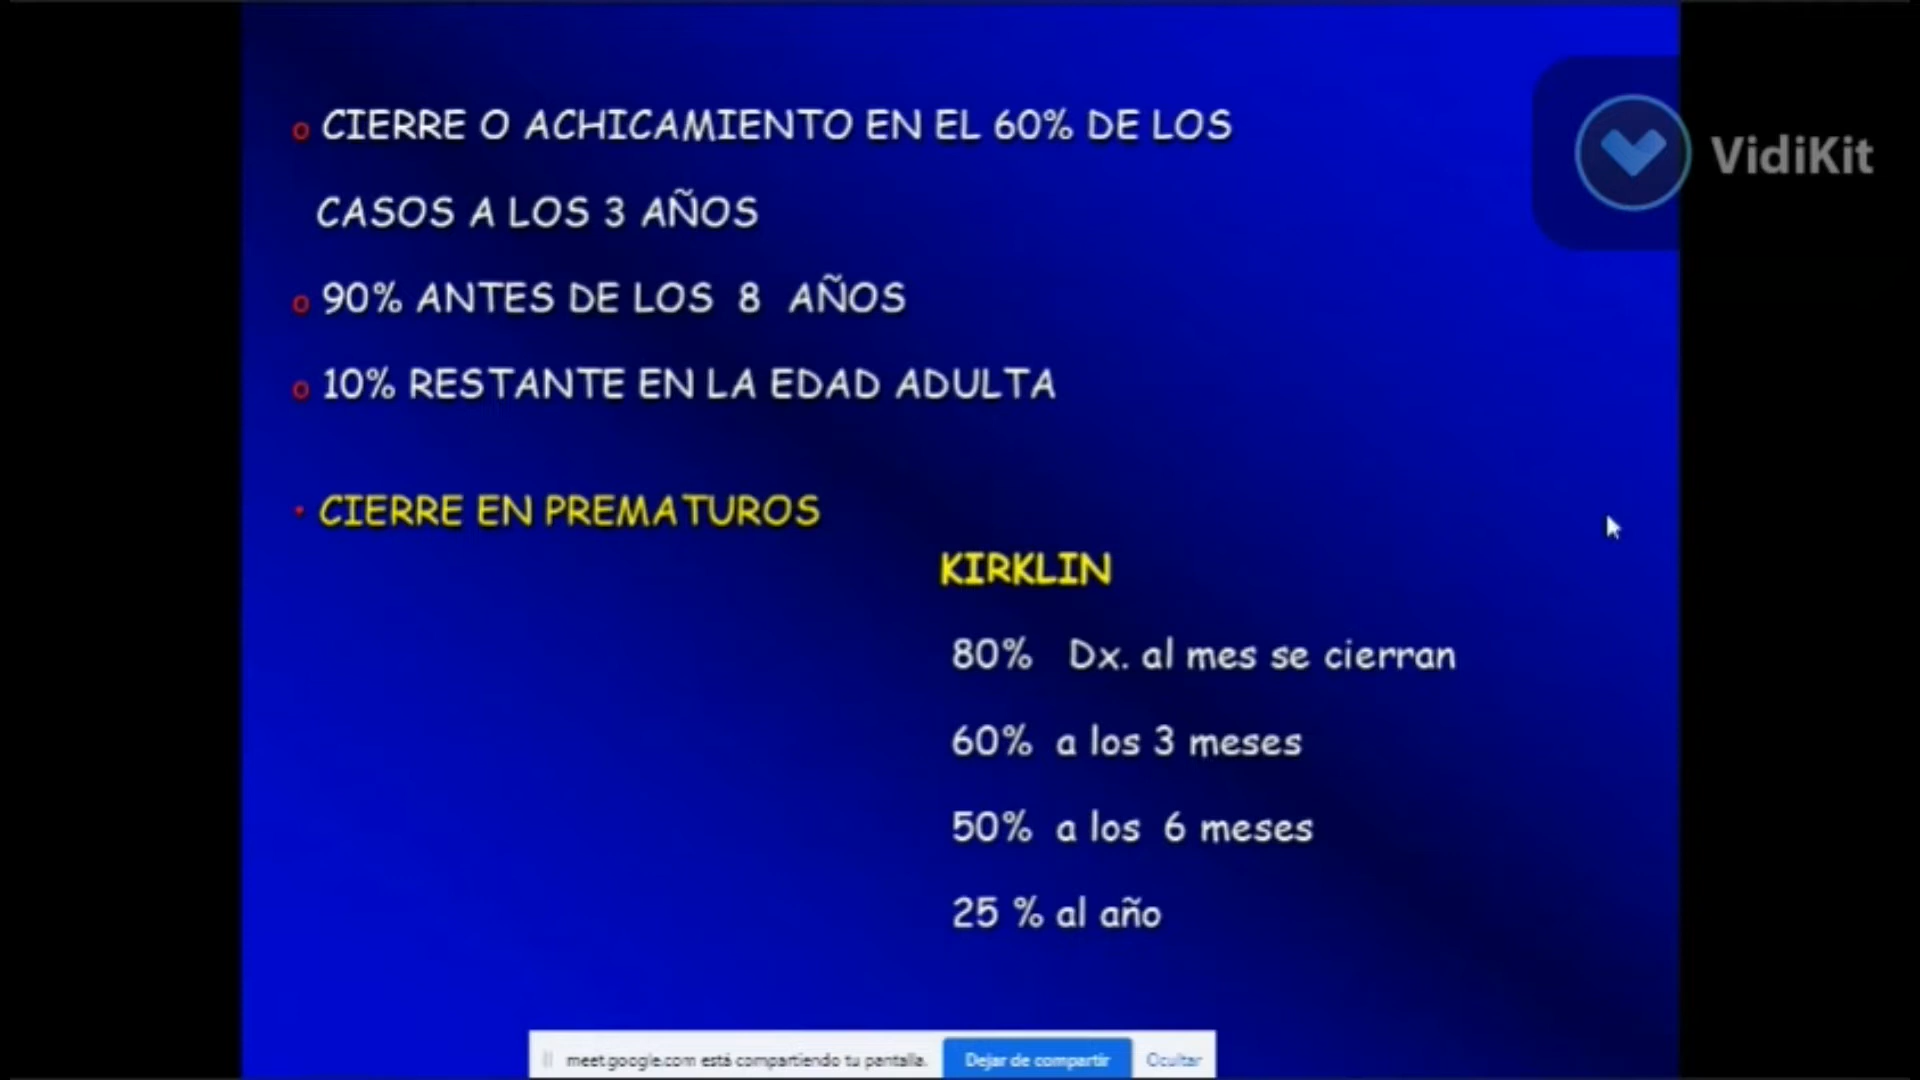 o CIERRE O ACHICAMIENTO EN EL 60% DE LOS
CASOS A LOS 3 AÑOS
o 90% ANTES DE LOS 8 AÑOS
o 10% RESTANTE EN LA EDAD ADULTA
• CIERRE EN PREMATUROS
KIRKLIN
80% Dx. al mes se cierran
60% a los 3 meses
50% a los 6 meses
25 % al año
VidiKit
meet.google.com está compartiendo tu pantalla.
Dejar de compartir
Ocultar